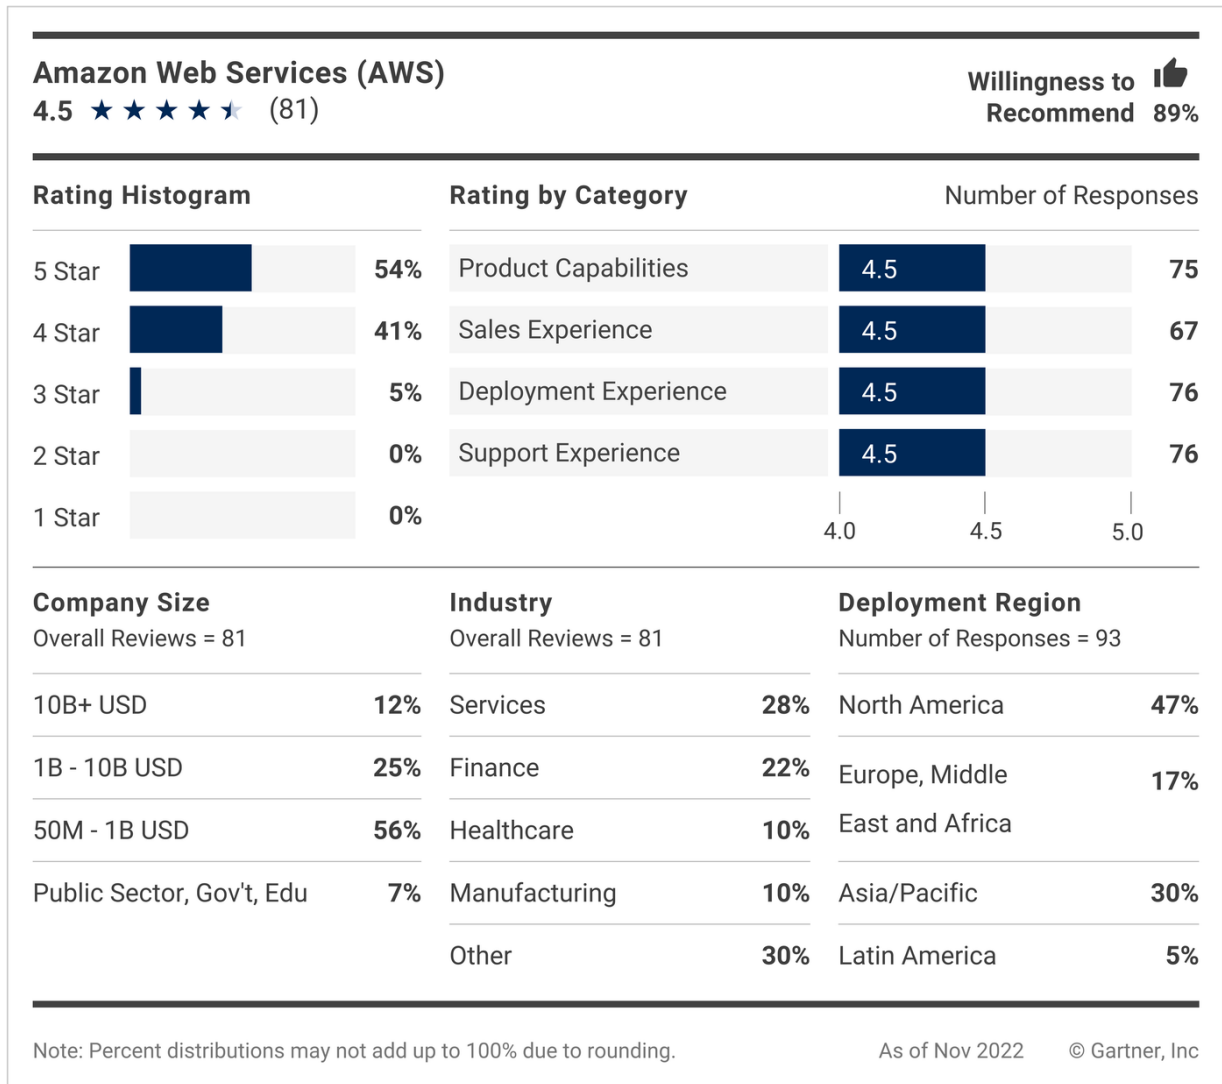 Amazon Web Services (AWS)
4.5 (81)
Willingness to
Recommend 89%
Rating Histogram
5 Star 54%
4 Star 41%
3 Star 5%
2 Star 0%
1 Star 0%
Rating by Category Number of Responses
Product Capabilities 4.5 75
Sales Experience 4.5 67
Deployment Experience 4.5 76
Support Experience 4.5 76
4.0 4.5 5.0
Company Size
Overall Reviews = 81
10B+ USD 12%
1B - 10B USD 25%
50M - 1B USD 56%
Public Sector, Gov't, Edu 7%
Industry
Overall Reviews = 81
Services 28%
Finance 22%
Healthcare 10%
Manufacturing 10%
Other 30%
Deployment Region
Number of Responses = 93
North America 47%
Europe, Middle 17%
East and Africa
Asia/Pacific 30%
Latin America 5%
Note: Percent distributions may not add up to 100% due to rounding. As of Nov 2022 © Gartner, Inc